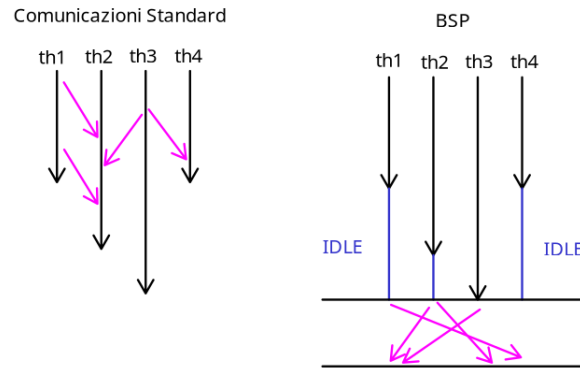 Comunicazioni Standard
th1 th2 th3 th4
BSP
th1 th2 th3 th4
IDLE
IDLE